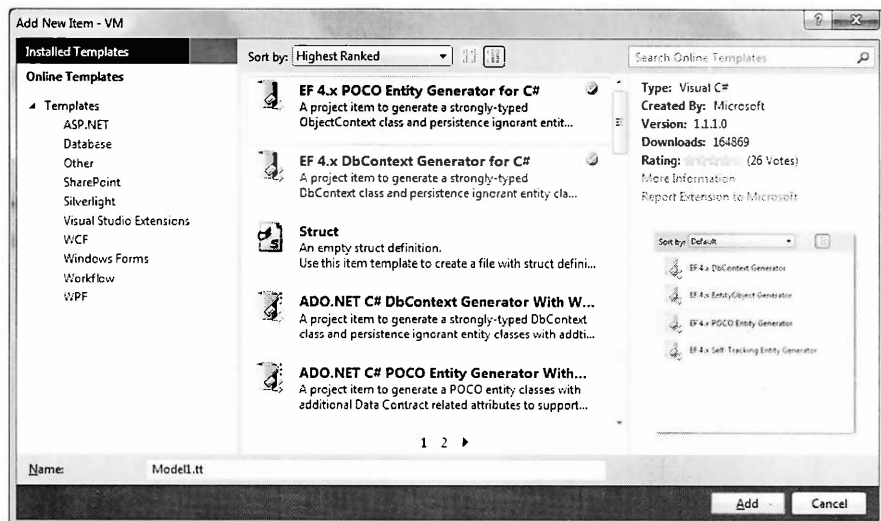 Add New Item - VM
Installed Templates
Online Templates
Templates
ASP.NET
Database
Other
SharePoint
Silverlight
Visual Studio Extensions
WCF
Windows Forms
Workflow
WPF
Sort by: Highest Ranked
EF 4.x POCO Entity Generator for C#
A project item to generate a strongly-typed
ObjectContext class and persistence ignorant entit...
EF 4.x DbContext Generator for C#
A project item to generate a strongly-typed
DbContext class and persistence ignorant entity cla...
Struct
An empty struct definition.
Use this item template to create a file with struct defini...
ADO.NET C# DbContext Generator With W...
A project item to generate a strongly-typed DbContext
class and persistence ignorant entity classes with addti...
ADO.NET C# POCO Entity Generator With...
A project item to generate a POCO entity classes with
additional Data Contract related attributes to support...
1 2
Search Online Templates
Type: Visual C#
Created By: Microsoft
Version: 1.1.1.0
Downloads: 164869
Rating: (26 Votes)
More Information
Report Extension to Microsoft
Sort by: Default
EF 4.x DbContext Generator
EF 4.x EntityObject Generator
EF 4.x POCO Entity Generator
EF 4.x Self-Tracking Entity Generator
Name: Model1.tt
Add
Cancel